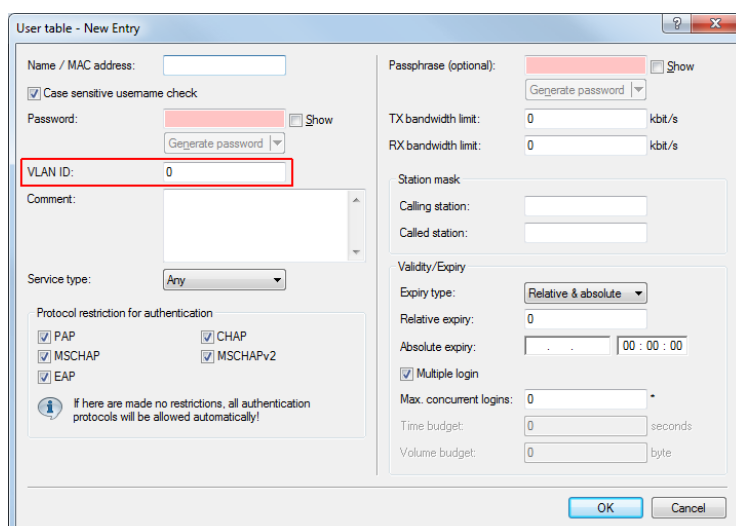 User table - New Entry
Name / MAC address:
Case sensitive username check
Password:
Show
Generate password
VLAN ID:
0
Comment:
Service type:
Any
Protocol restriction for authentication
PAP
CHAP
MSCHAP
MSCHAPv2
EAP
If here are made no restrictions, all authentication
protocols will be allowed automatically!
Passphrase (optional):
Show
Generate password
TX bandwidth limit:
0
kbit/s
RX bandwidth limit:
0
kbit/s
Station mask
Calling station:
Called station:
Validity/Expiry
Expiry type:
Relative & absolute
Relative expiry:
0
Absolute expiry:
. .
00 : 00 : 00
Multiple login
Max. concurrent logins:
0
Time budget:
0
seconds
Volume budget:
0
byte
OK
Cancel